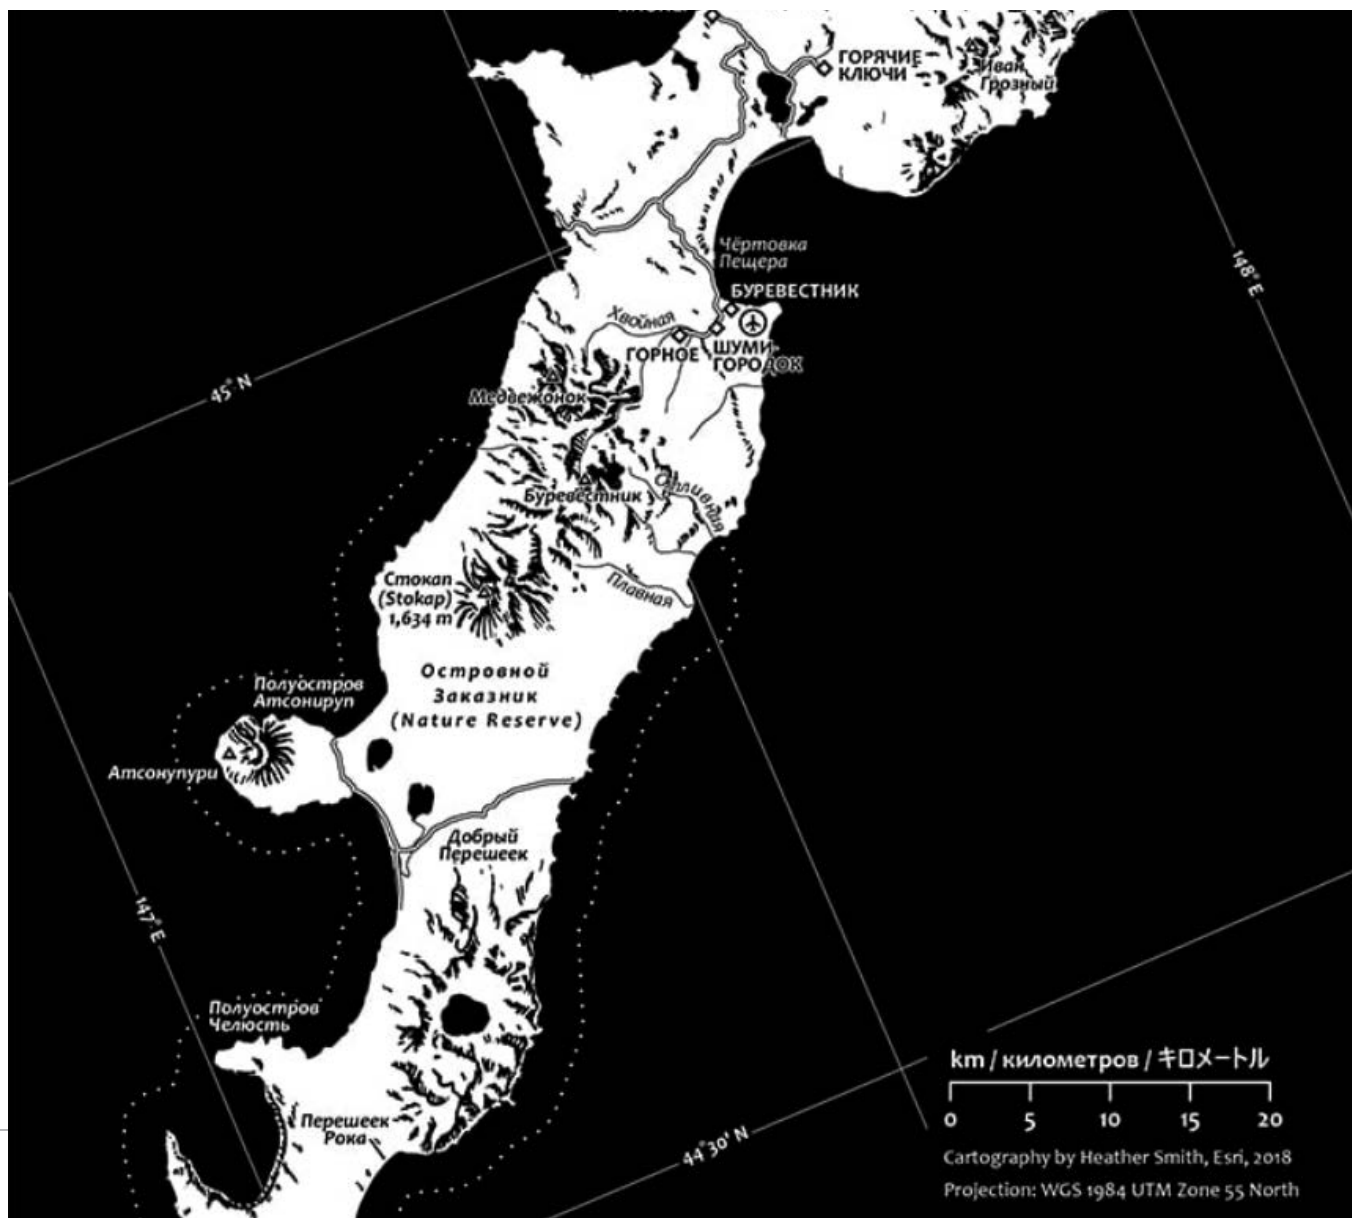 ГОРЯЧИЕ
КЛЮЧИ
Иван
Грозный
Чёртовка
Пещера
148° E
БУРЕВЕСТНИК
Хвойная
ГОРНОЕ
ШУМИ-
ГОРОДОК
45° N
Медвежонок
Буревестник
Отливная
Стокап
(Stokap)
1,634 m
Плавная
Островной
Заказник
(Nature Reserve)
Полуостров
Атсонируп
Атсонупури
Добрый
Перешеек
147° E
Полуостров
Челюсть
Перешеек
Рока
44°30' N
km / километров / キロメートル
0 5 10 15 20
Cartography by Heather Smith, Esri, 2018
Projection: WGS 1984 UTM Zone 55 North